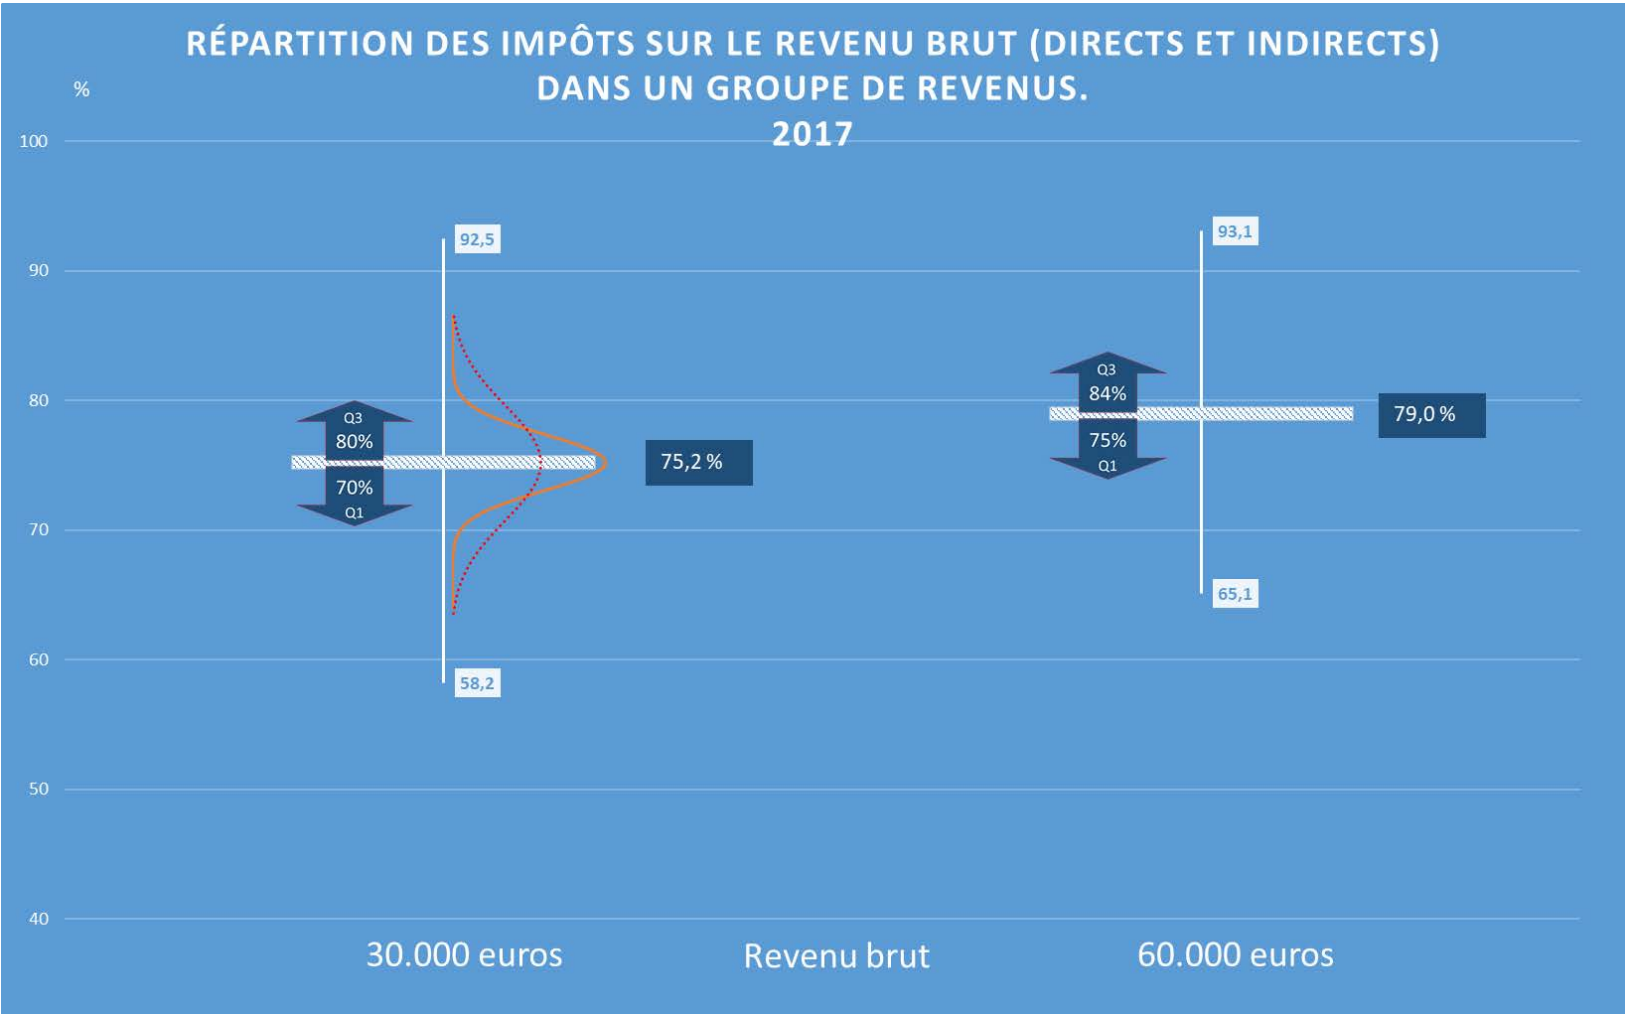 RÉPARTITION DES IMPÔTS SUR LE REVENU BRUT (DIRECTS ET INDIRECTS)
DANS UN GROUPE DE REVENUS.
2017
%
100
90
80
70
60
50
40
92,5
Q3
80%
70%
Q1
75,2 %
58,2
93,1
Q3
84%
75%
Q1
79,0 %
65,1
30.000 euros
Revenu brut
60.000 euros